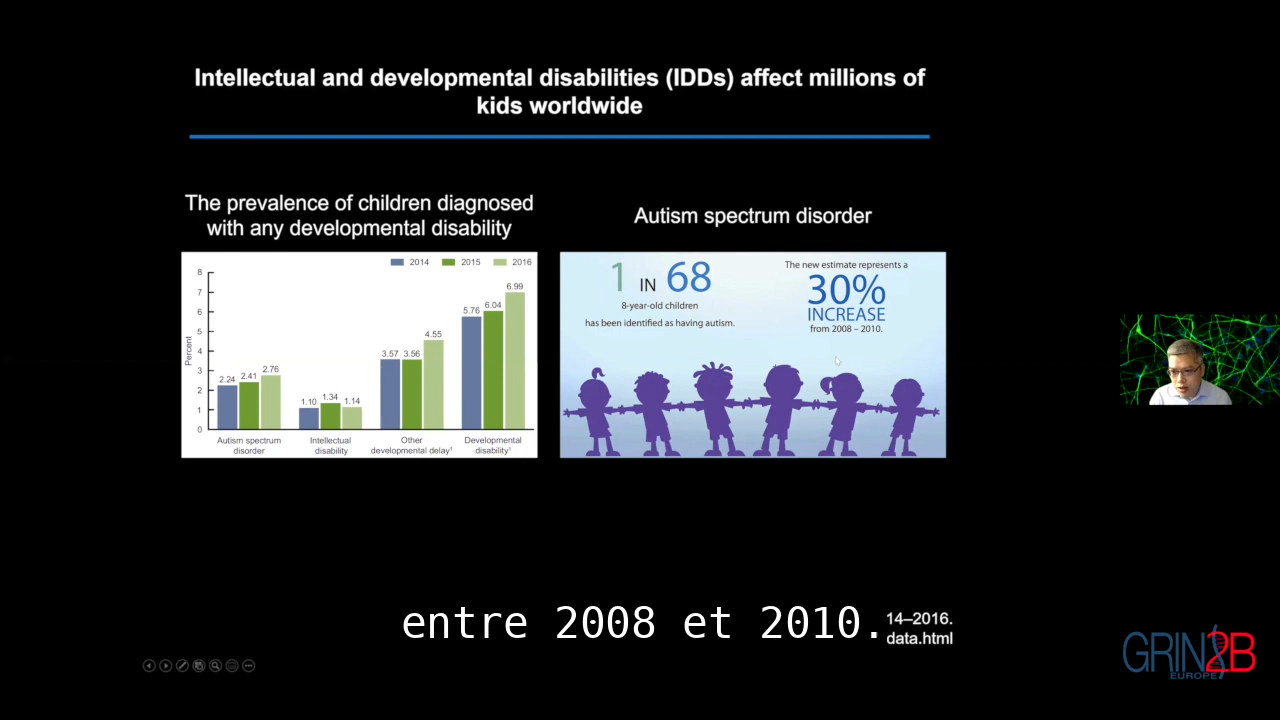 Intellectual and developmental disabilities (IDDs) affect millions of
kids worldwide
The prevalence of children diagnosed
with any developmental disability
Autism spectrum disorder
2014 2015 2016
8
7
6
5
4
3
2
1
0
Percent
2.24 2.41 2.76
1.10 1.34 1.14
3.57 3.56 4.55
5.76 6.04 6.99
Autism spectrum
disorder
Intellectual
disability
Other
developmental delay¹
Developmental
disability¹
1 IN 68
8-year-old children
has been identified as having autism.
The new estimate represents a
30%
INCREASE
from 2008 – 2010.
entre 2008 et 2010.
14–2016.
data.html
GRIN2B
EUROPE